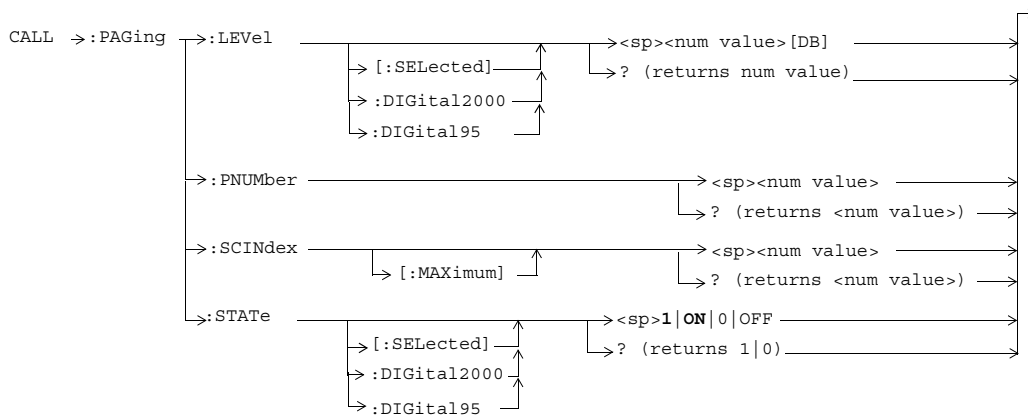 CALL :PAGing :LEVel <sp><num value>[DB]
[:SELected] ? (returns num value)
:DIGital2000
:DIGital95
:PNUMber <sp><num value>
? (returns <num value>)
:SCINdex <sp><num value>
[:MAXimum] ? (returns <num value>)
:STATe <sp>1|ON|0|OFF
[:SELected] ? (returns 1|0)
:DIGital2000
:DIGital95